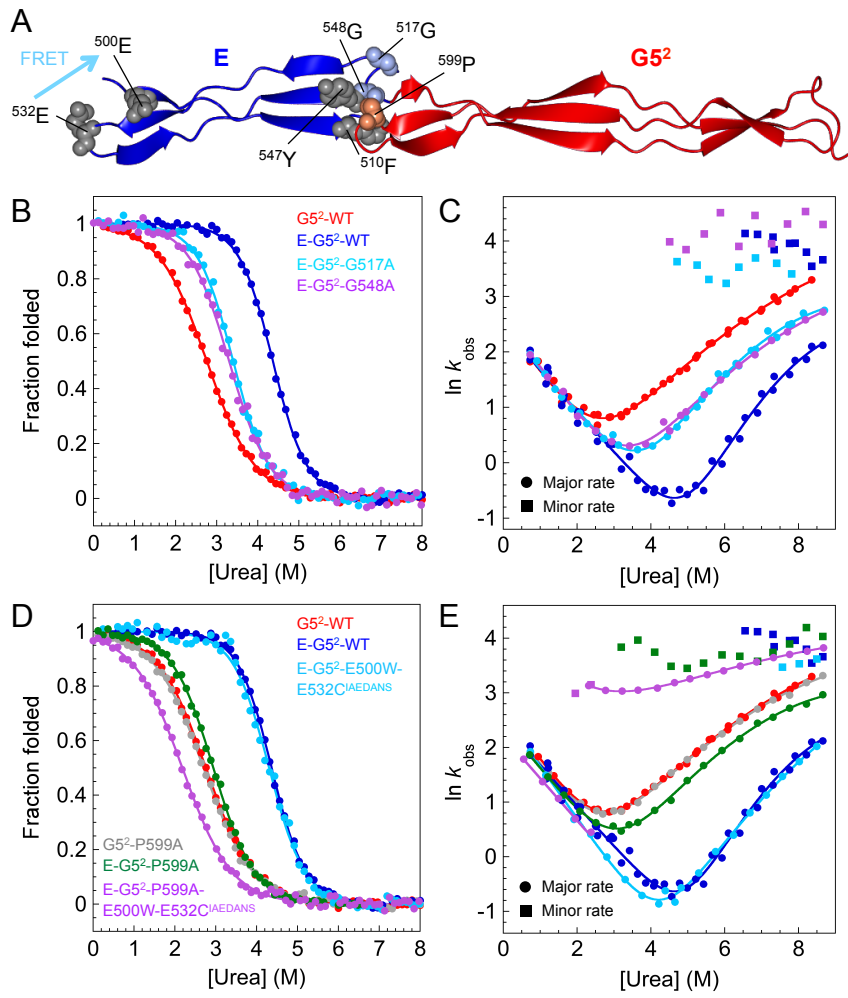 A
FRET
500E
E
548G
517G
599P
G5²
532E
547Y
510F
B
Fraction folded
1
0.8
0.6
0.4
0.2
0
G5²-WT
E-G5²-WT
E-G5²-G517A
E-G5²-G548A
0 1 2 3 4 5 6 7 8
[Urea] (M)
C
ln kobs
4
3
2
1
0
-1
Major rate
Minor rate
0 2 4 6 8
[Urea] (M)
D
Fraction folded
1
0.8
0.6
0.4
0.2
0
G5²-WT
E-G5²-WT
E-G5²-E500W-
E532CIAEDANS
G5²-P599A
E-G5²-P599A
E-G5²-P599A-
E500W-E532CIAEDANS
0 1 2 3 4 5 6 7 8
[Urea] (M)
E
ln kobs
4
3
2
1
0
-1
Major rate
Minor rate
0 2 4 6 8
[Urea] (M)